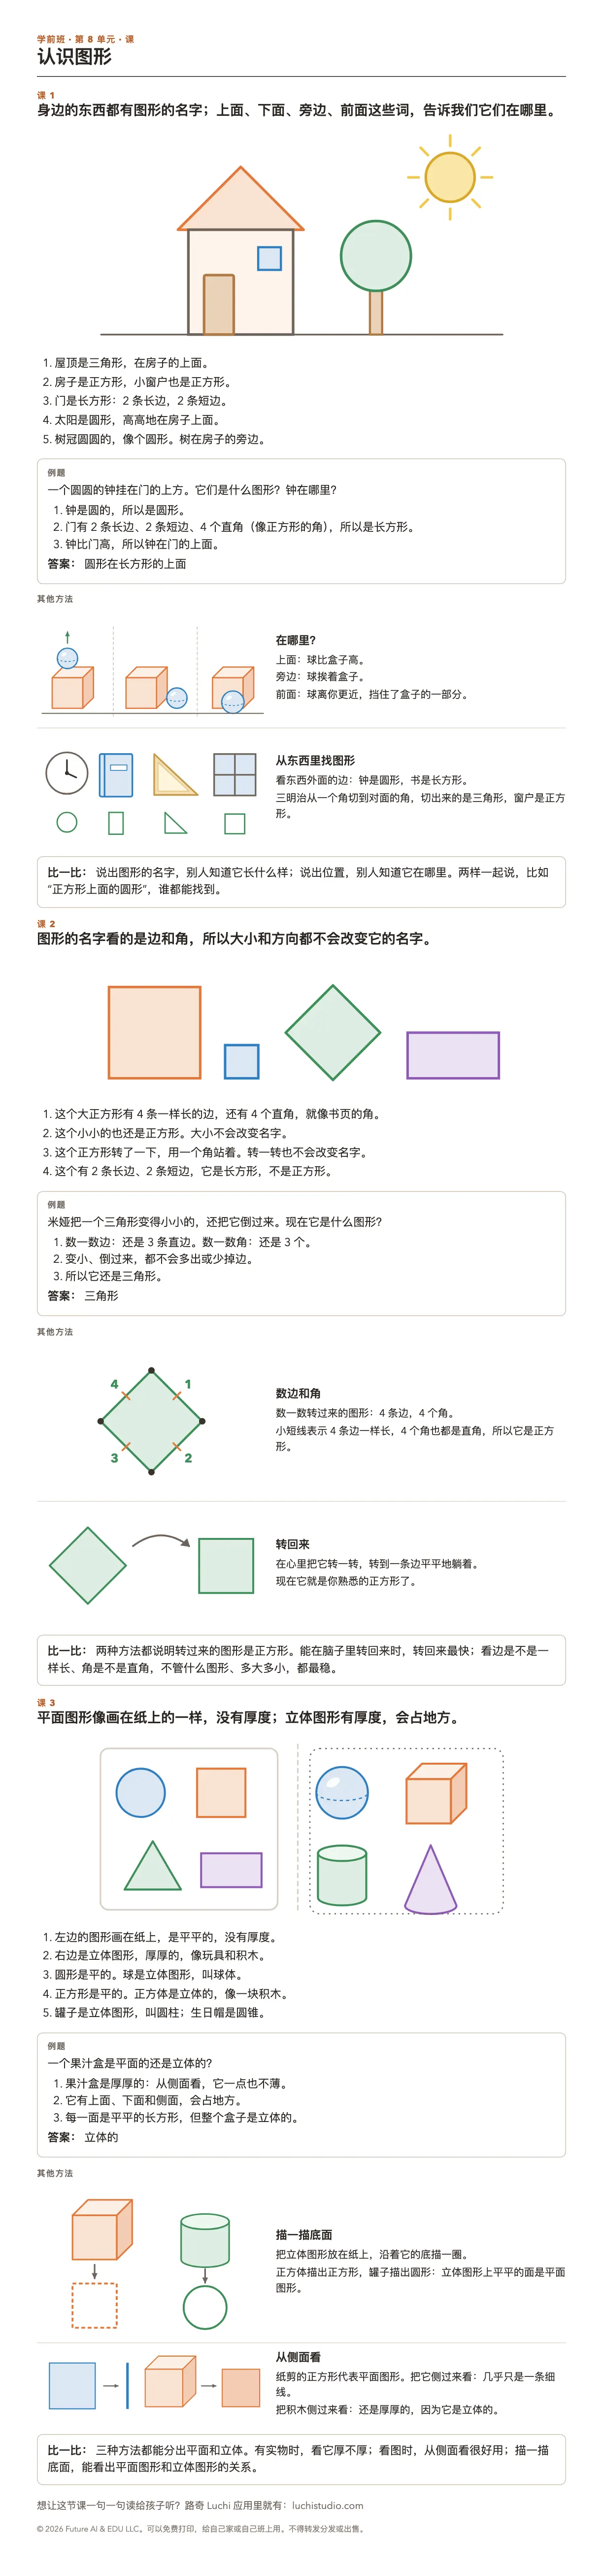 学前班 · 第 8 单元 · 课
认识图形
课 1
身边的东西都有图形的名字；上面、下面、旁边、前面这些词，告诉我们它们在哪里。
1. 屋顶是三角形，在房子的上面。
2. 房子是正方形，小窗户也是正方形。
3. 门是长方形：2 条长边，2 条短边。
4. 太阳是圆形，高高地在房子上面。
5. 树冠圆圆的，像个圆形。树在房子的旁边。
例题
一个圆圆的钟挂在门的上方。它们是什么图形？钟在哪里？
1. 钟是圆的，所以是圆形。
2. 门有 2 条长边、2 条短边、4 个直角（像正方形的角），所以是长方形。
3. 钟比门高，所以钟在门的上面。
答案： 圆形在长方形的上面
其他方法
在哪里？
上面：球比盒子高。
旁边：球挨着盒子。
前面：球离你更近，挡住了盒子的一部分。
从东西里找图形
看东西外面的边：钟是圆形，书是长方形。
三明治从一个角切到对面的角，切出来的是三角形，窗户是正方
形。
比一比： 说出图形的名字，别人知道它长什么样；说出位置，别人知道它在哪里。两样一起说，比如
“正方形上面的圆形”，谁都能找到。
课 2
图形的名字看的是边和角，所以大小和方向都不会改变它的名字。
1. 这个大正方形有 4 条一样长的边，还有 4 个直角，就像书页的角。
2. 这个小小的也还是正方形。大小不会改变名字。
3. 这个正方形转了一下，用一个角站着。转一转也不会改变名字。
4. 这个有 2 条长边、2 条短边，它是长方形，不是正方形。
例题
米娅把一个三角形变得小小的，还把它倒过来。现在它是什么图形？
1. 数一数边：还是 3 条直边。数一数角：还是 3 个。
2. 变小、倒过来，都不会多出或少掉边。
3. 所以它还是三角形。
答案： 三角形
其他方法
4 1
3 2
数边和角
数一数转过来的图形：4 条边，4 个角。
小短线表示 4 条边一样长，4 个角也都是直角，所以它是正方
形。
转回来
在心里把它转一转，转到一条边平平地躺着。
现在它就是你熟悉的正方形了。
比一比： 两种方法都说明转过来的图形是正方形。能在脑子里转回来时，转回来最快；看边是不是一
样长、角是不是直角，不管什么图形、多大多小，都最稳。
课 3
平面图形像画在纸上的一样，没有厚度；立体图形有厚度，会占地方。
1. 左边的图形画在纸上，是平平的，没有厚度。
2. 右边是立体图形，厚厚的，像玩具和积木。
3. 圆形是平的。球是立体图形，叫球体。
4. 正方形是平的。正方体是立体的，像一块积木。
5. 罐子是立体图形，叫圆柱；生日帽是圆锥。
例题
一个果汁盒是平面的还是立体的？
1. 果汁盒是厚厚的：从侧面看，它一点也不薄。
2. 它有上面、下面和侧面，会占地方。
3. 每一面是平平的长方形，但整个盒子是立体的。
答案： 立体的
其他方法
描一描底面
把立体图形放在纸上，沿着它的底描一圈。
正方体描出正方形，罐子描出圆形：立体图形上平平的面是平面
图形。
从侧面看
纸剪的正方形代表平面图形。把它侧过来看：几乎只是一条细
线。
把积木侧过来看：还是厚厚的，因为它是立体的。
比一比： 三种方法都能分出平面和立体。有实物时，看它厚不厚；看图时，从侧面看很好用；描一描
底面，能看出平面图形和立体图形的关系。
想让这节课一句一句读给孩子听？路奇 Luchi 应用里就有：luchistudio.com
© 2026 Future AI & EDU LLC。可以免费打印，给自己家或自己班上用。不得转发分发或出售。